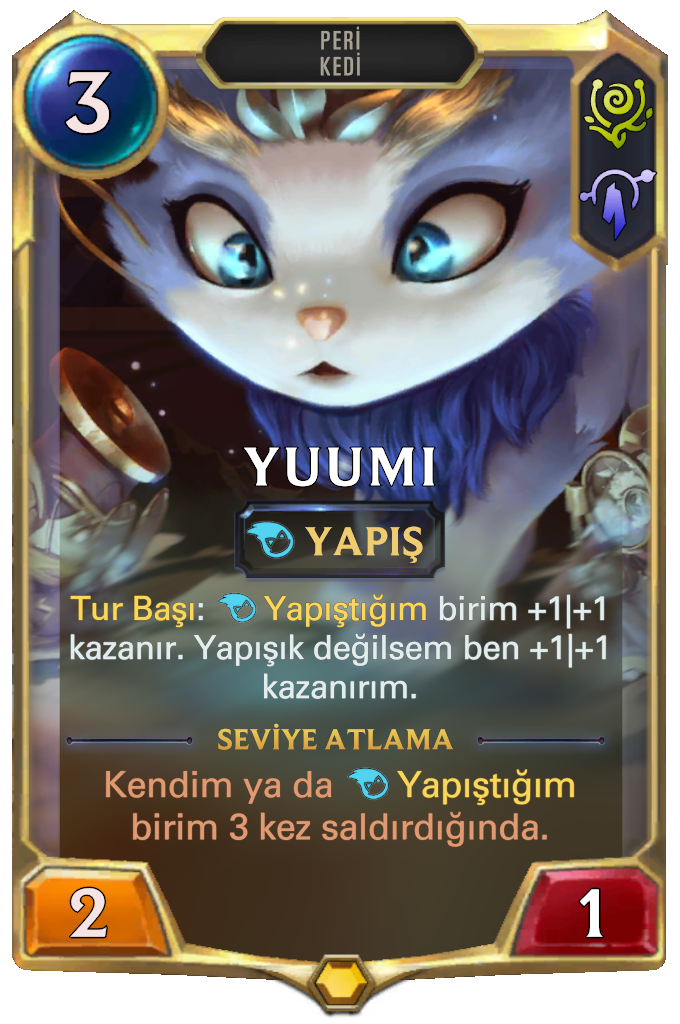 3
PERİ
KEDİ
YUUMI
YAPIŞ
Tur Başı: Yapıştığım birim +1|+1
kazanır. Yapışık değilsem ben +1|+1
kazanırım.
SEVİYE ATLAMA
Kendim ya da Yapıştığım
birim 3 kez saldırdığında.
2
1